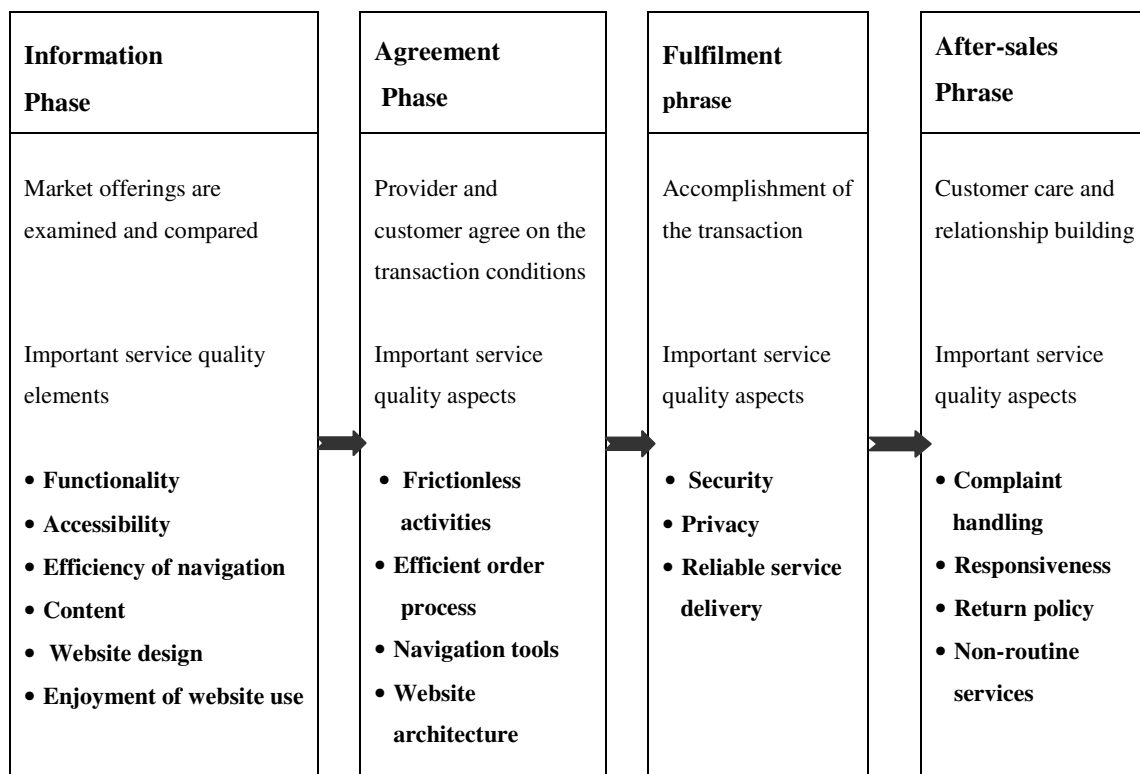 Information
Phase
Market offerings are
examined and compared
Important service quality
elements
• Functionality
• Accessibility
• Efficiency of navigation
• Content
• Website design
• Enjoyment of website use
Agreement
Phase
Provider and
customer agree on the
transaction conditions
Important service
quality aspects
• Frictionless
activities
• Efficient order
process
• Navigation tools
• Website
architecture
Fulfilment
phrase
Accomplishment of
the transaction
Important service
quality aspects
• Security
• Privacy
• Reliable service
delivery
After-sales
Phrase
Customer care and
relationship building
Important service
quality aspects
• Complaint
handling
• Responsiveness
• Return policy
• Non-routine
services